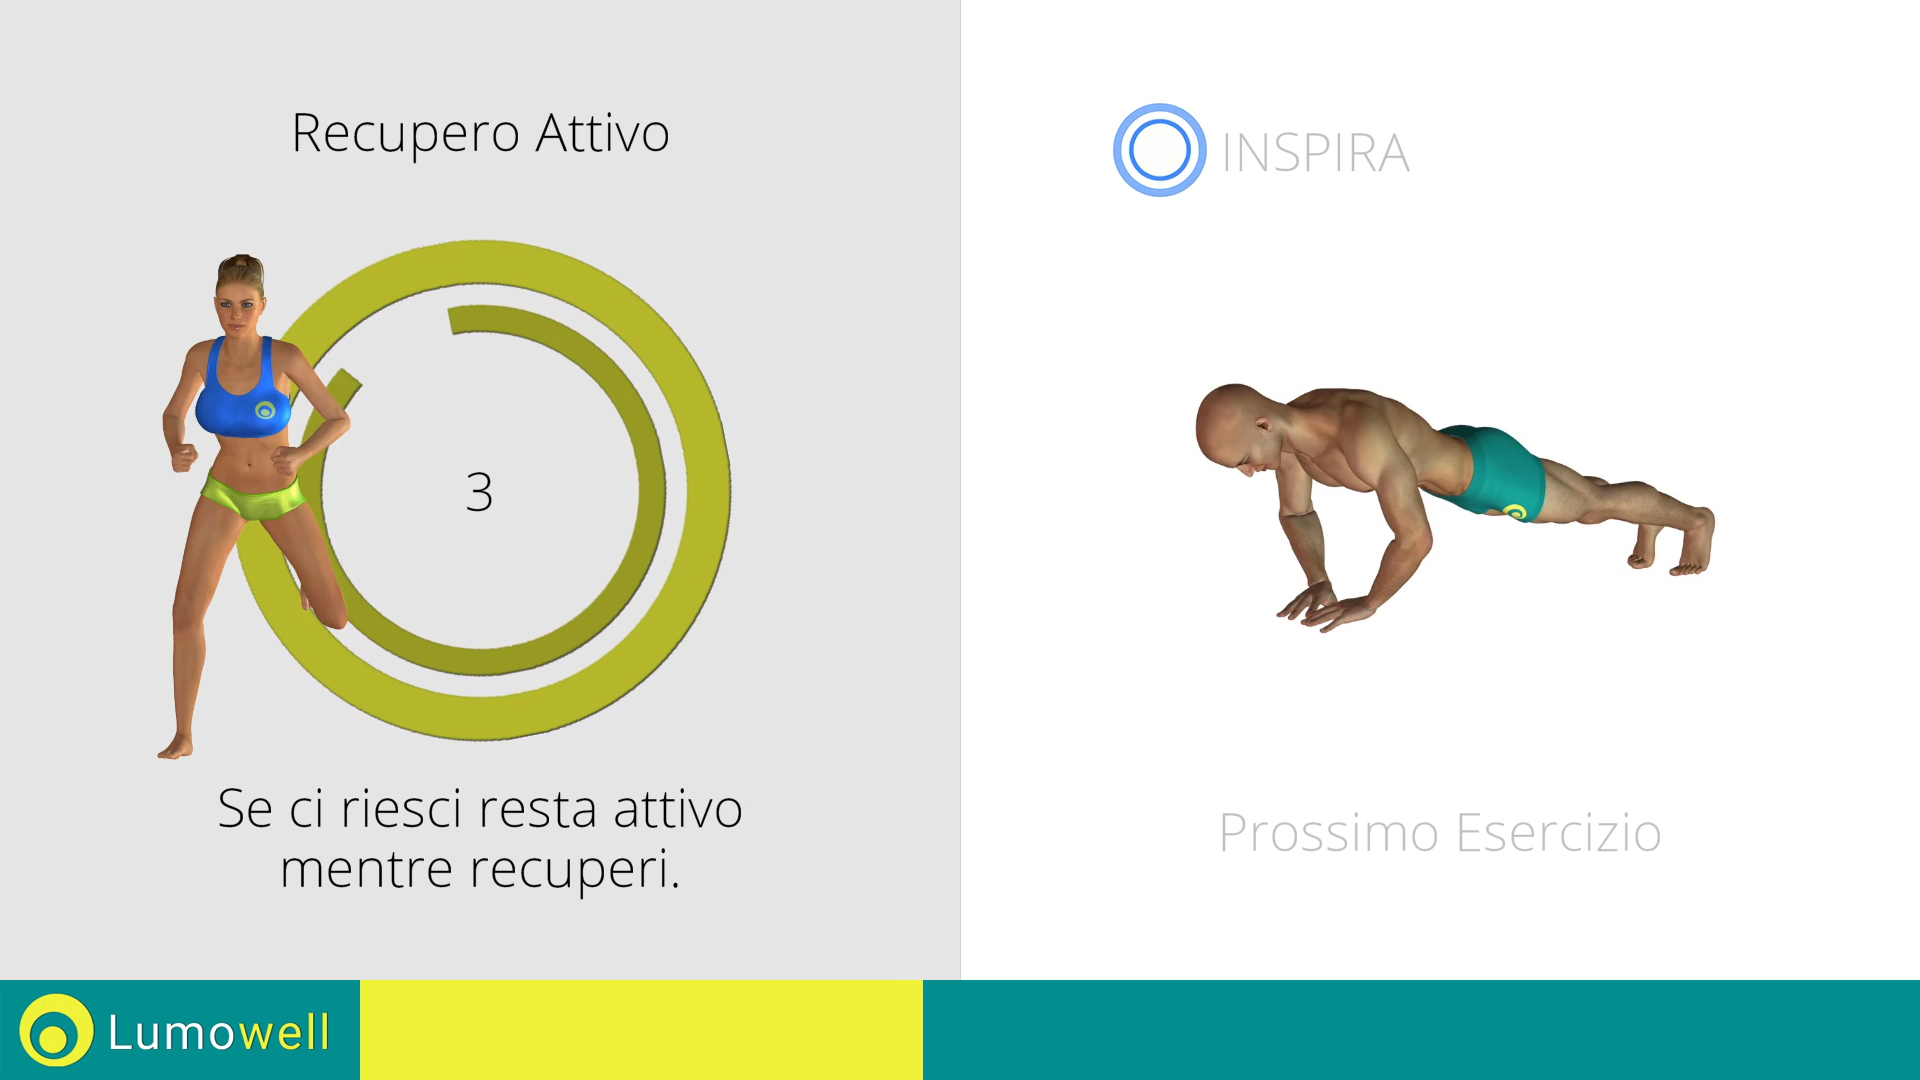 Recupero Attivo
3
Se ci riesci resta attivo
mentre recuperi.
INSPIRA
Prossimo Esercizio
Lumowell